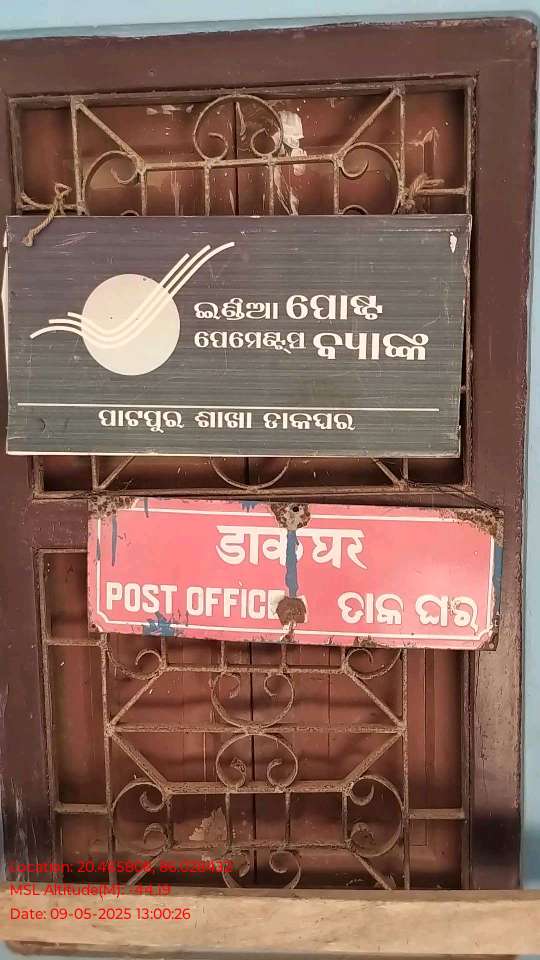 ଇଣ୍ଡିଆ ପୋଷ୍ଟ
ପେମେଣ୍ଟ୍ସ ବ୍ୟାଙ୍କ
ପାଟପୁର ଶାଖା ଡାକଘର
डाकघर
POST OFFICE ଡାକ ଘର
Location: 20.465808, 86.028432
MSL Altitude(M): -44.19
Date: 09-05-2025 13:00:26